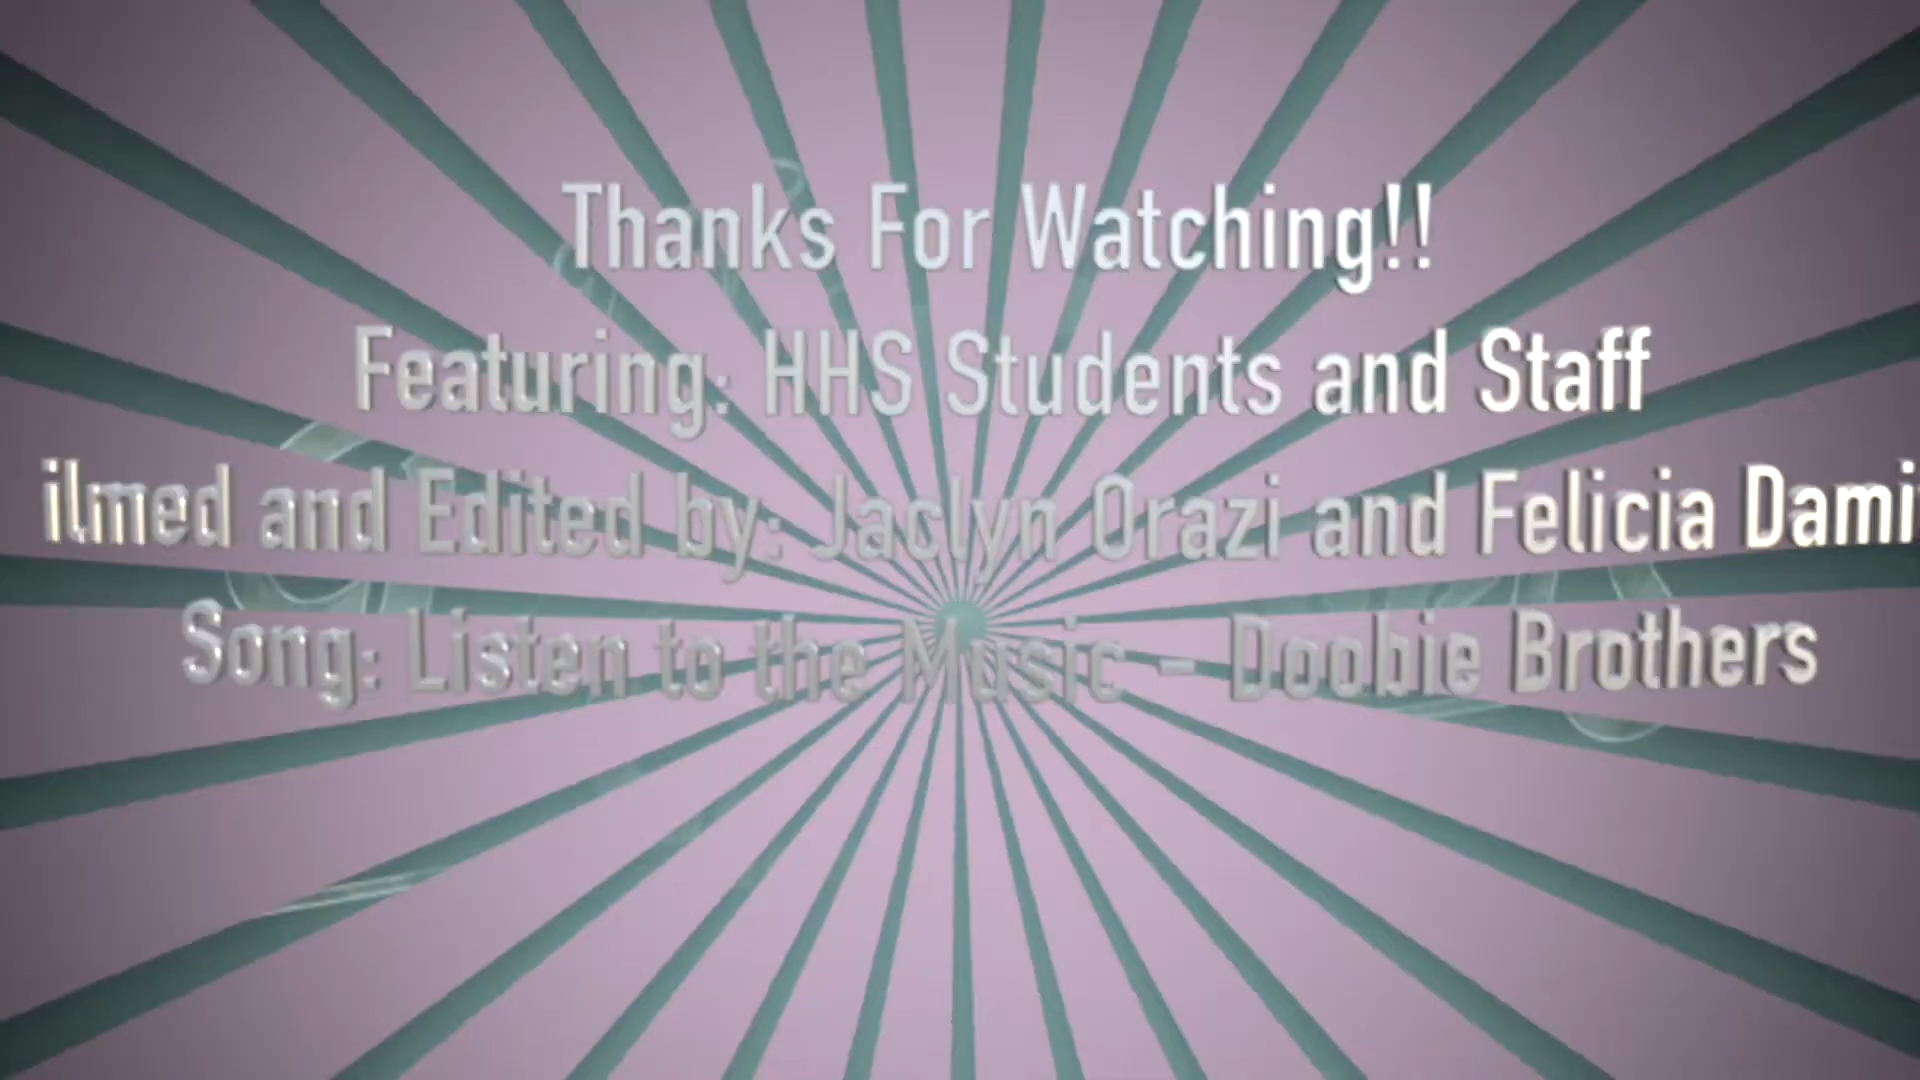 Thanks For Watching!!
Featuring: HHS Students and Staff
ilmed and Edited by: Jaclyn Orazi and Felicia Dami
Song: Listen to the Music - Doobie Brothers